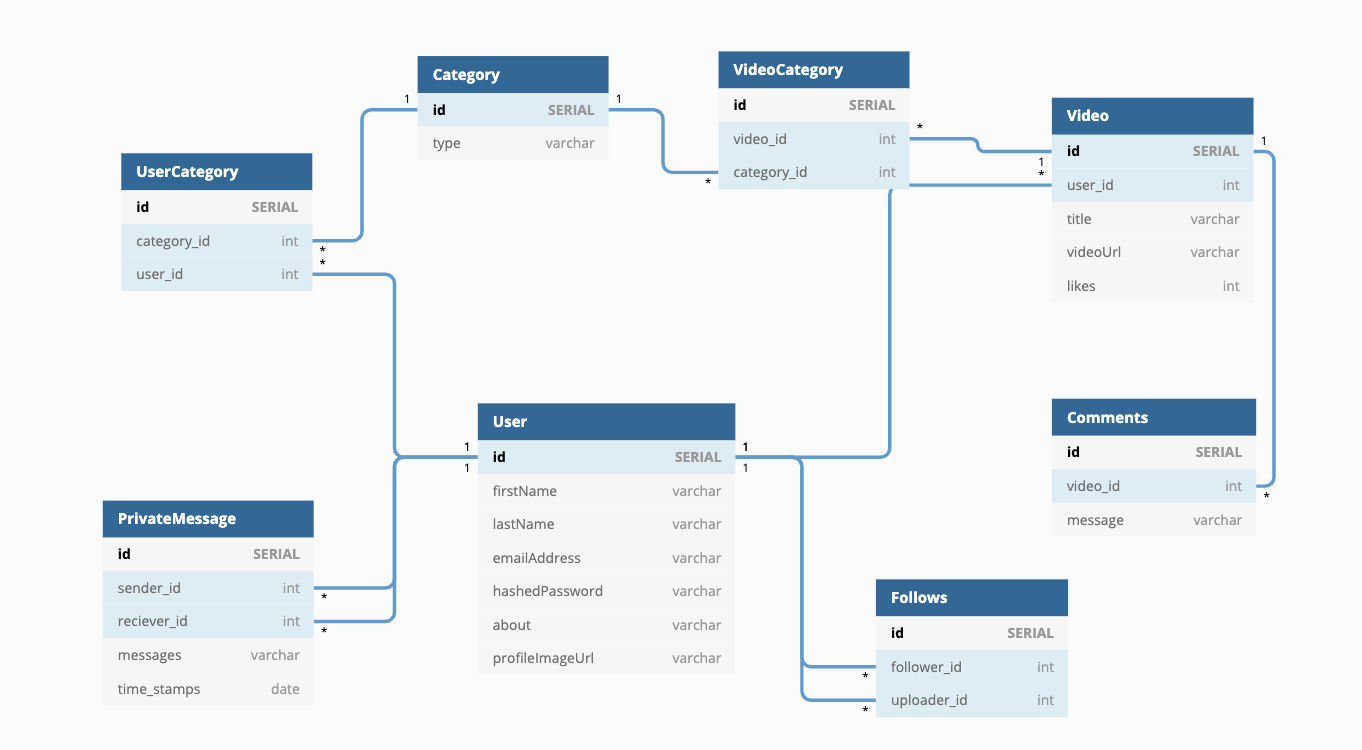 Category
id SERIAL
type varchar
1
1
VideoCategory
id SERIAL
video_id int
category_id int
*
*
Video
id SERIAL
user_id int
title varchar
videoUrl varchar
likes int
1
*
1
UserCategory
id SERIAL
category_id int
user_id int
*
*
User
id SERIAL
firstName varchar
lastName varchar
emailAddress varchar
hashedPassword varchar
about varchar
profileImageUrl varchar
1
1
1
1
Comments
id SERIAL
video_id int
message varchar
*
PrivateMessage
id SERIAL
sender_id int
reciever_id int
messages varchar
time_stamps date
*
*
Follows
id SERIAL
follower_id int
uploader_id int
*
*